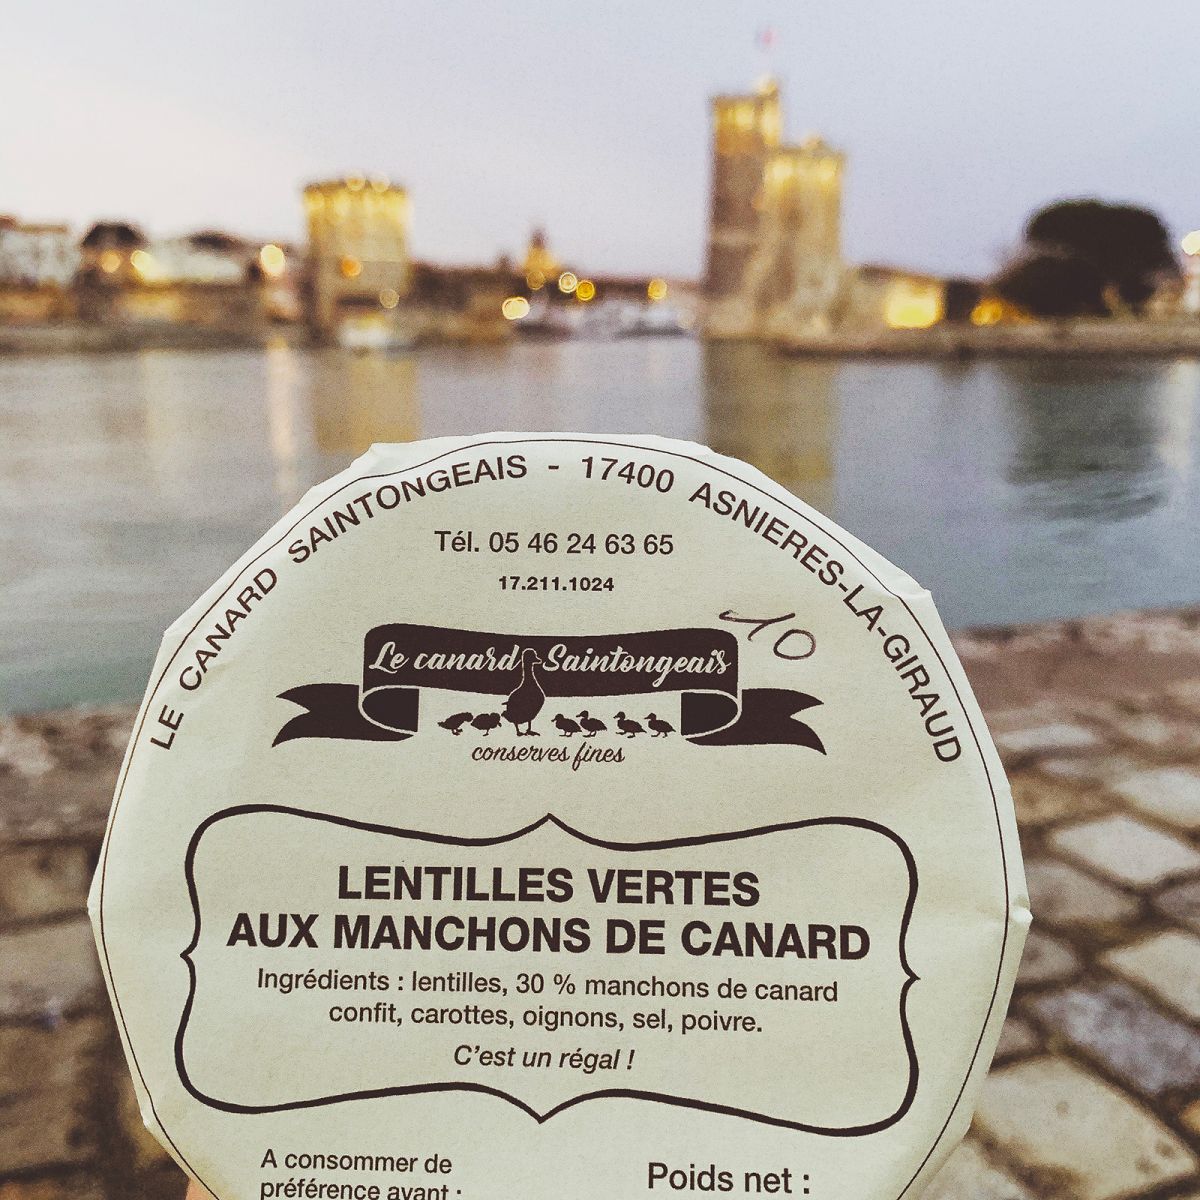 LE CANARD SAINTONGEAIS - 17400 ASNIERES-LA-GIRAUD
Tél. 05 46 24 63 65
17.211.1024
10
Le canard Saintongeais
conserves fines
LENTILLES VERTES
AUX MANCHONS DE CANARD
Ingrédients : lentilles, 30 % manchons de canard
confit, carottes, oignons, sel, poivre.
C'est un régal !
A consommer de
préférence avant :
Poids net :